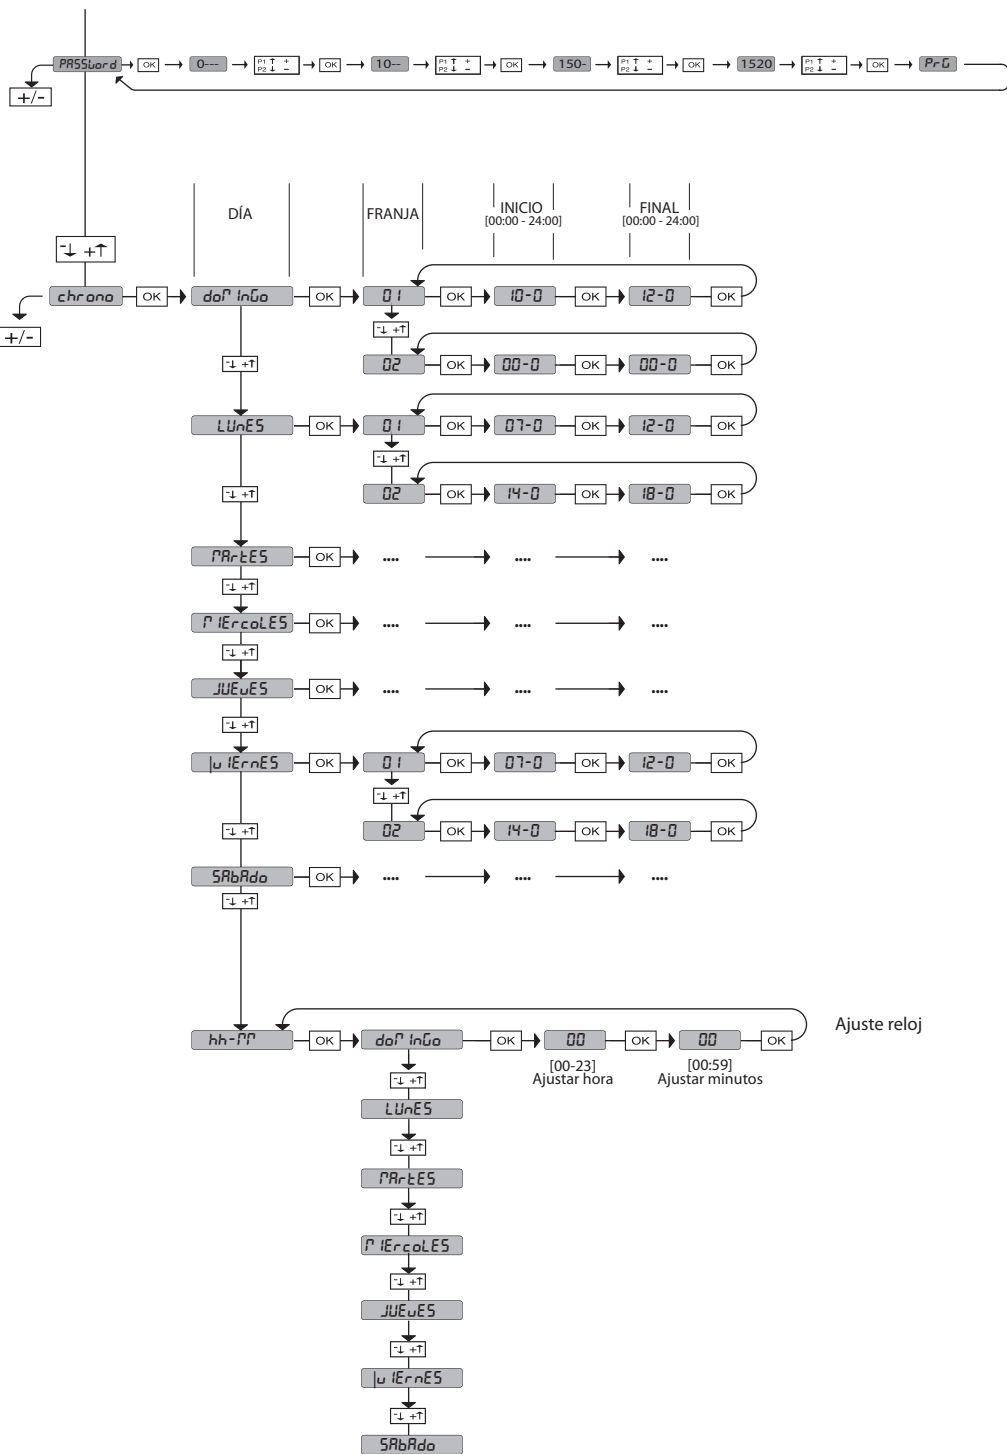 PASSword OK 0--- P1 ↑ + P2 ↓ - OK 10-- P1 ↑ + P2 ↓ - OK 150- P1 ↑ + P2 ↓ - OK 1520 P1 ↑ + P2 ↓ - OK PrG
+/-
DÍA FRANJA INICIO [00:00 - 24:00] FINAL [00:00 - 24:00]
-↓ +↑
chrono OK doMInGo OK 01 OK 10-0 OK 12-0 OK
+/-
-↓ +↑
-↓ +↑ 02 OK 00-0 OK 00-0 OK
LUnES OK 01 OK 07-0 OK 12-0 OK
-↓ +↑
-↓ +↑ 02 OK 14-0 OK 18-0 OK
MArtES OK .... .... ....
-↓ +↑
MIErcoLES OK .... .... ....
-↓ +↑
JUEvES OK .... .... ....
-↓ +↑
|vIErnES OK 01 OK 07-0 OK 12-0 OK
-↓ +↑
-↓ +↑ 02 OK 14-0 OK 18-0 OK
SAbAdo OK .... .... ....
-↓ +↑
hh-MM OK doMInGo OK 00 OK 00 OK Ajuste reloj
[00-23] [00:59]
Ajustar hora Ajustar minutos
-↓ +↑
LUnES
-↓ +↑
MArtES
-↓ +↑
MIErcoLES
-↓ +↑
JUEvES
-↓ +↑
|vIErnES
-↓ +↑
SAbAdo